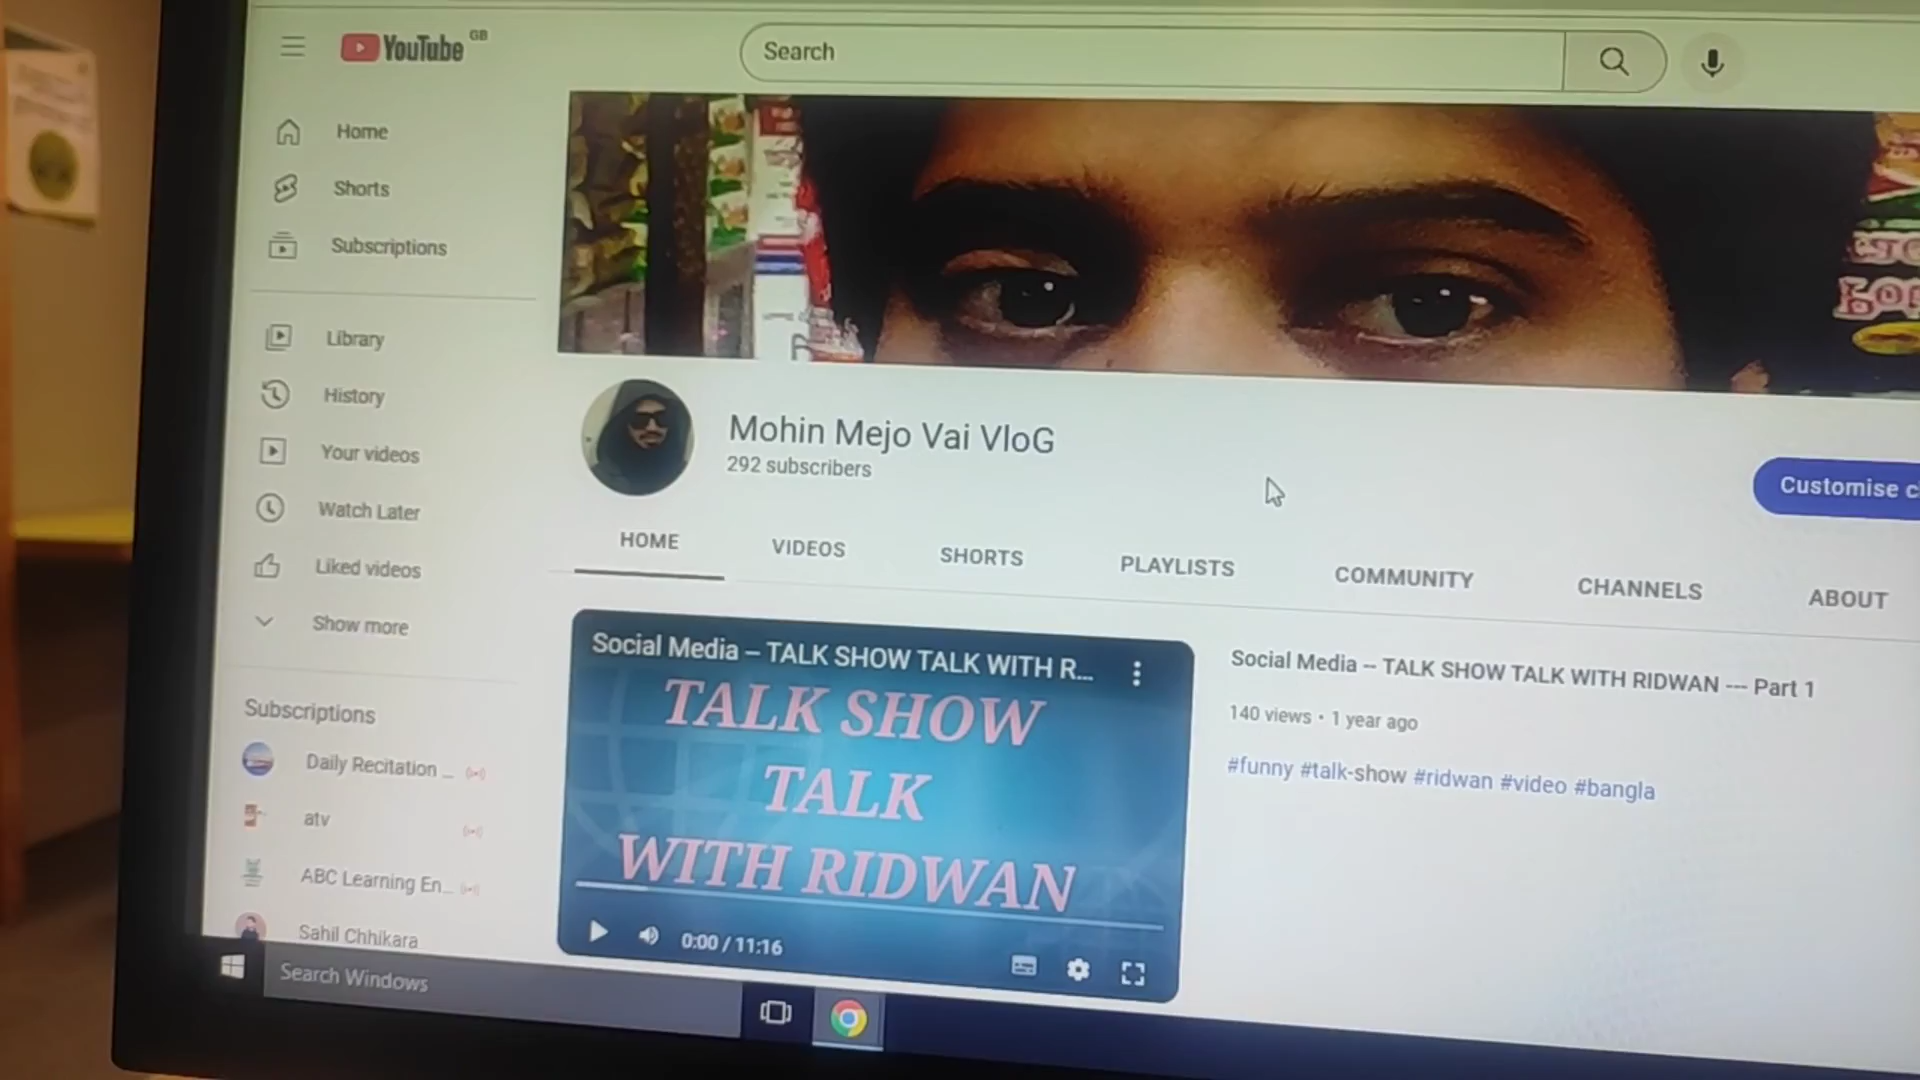 YouTube GB
Search
Home
Shorts
Subscriptions
Library
History
Your videos
Watch Later
Liked videos
Show more
Subscriptions
Daily Recitation ...
atv
ABC Learning En...
Sahil Chhikara
Mohin Mejo Vai VloG
292 subscribers
Customise c
HOME
VIDEOS
SHORTS
PLAYLISTS
COMMUNITY
CHANNELS
ABOUT
Social Media – TALK SHOW TALK WITH R...
TALK SHOW
TALK
WITH RIDWAN
0:00 / 11:16
Social Media -- TALK SHOW TALK WITH RIDWAN --- Part 1
140 views • 1 year ago
#funny #talk-show #ridwan #video #bangla
Search Windows